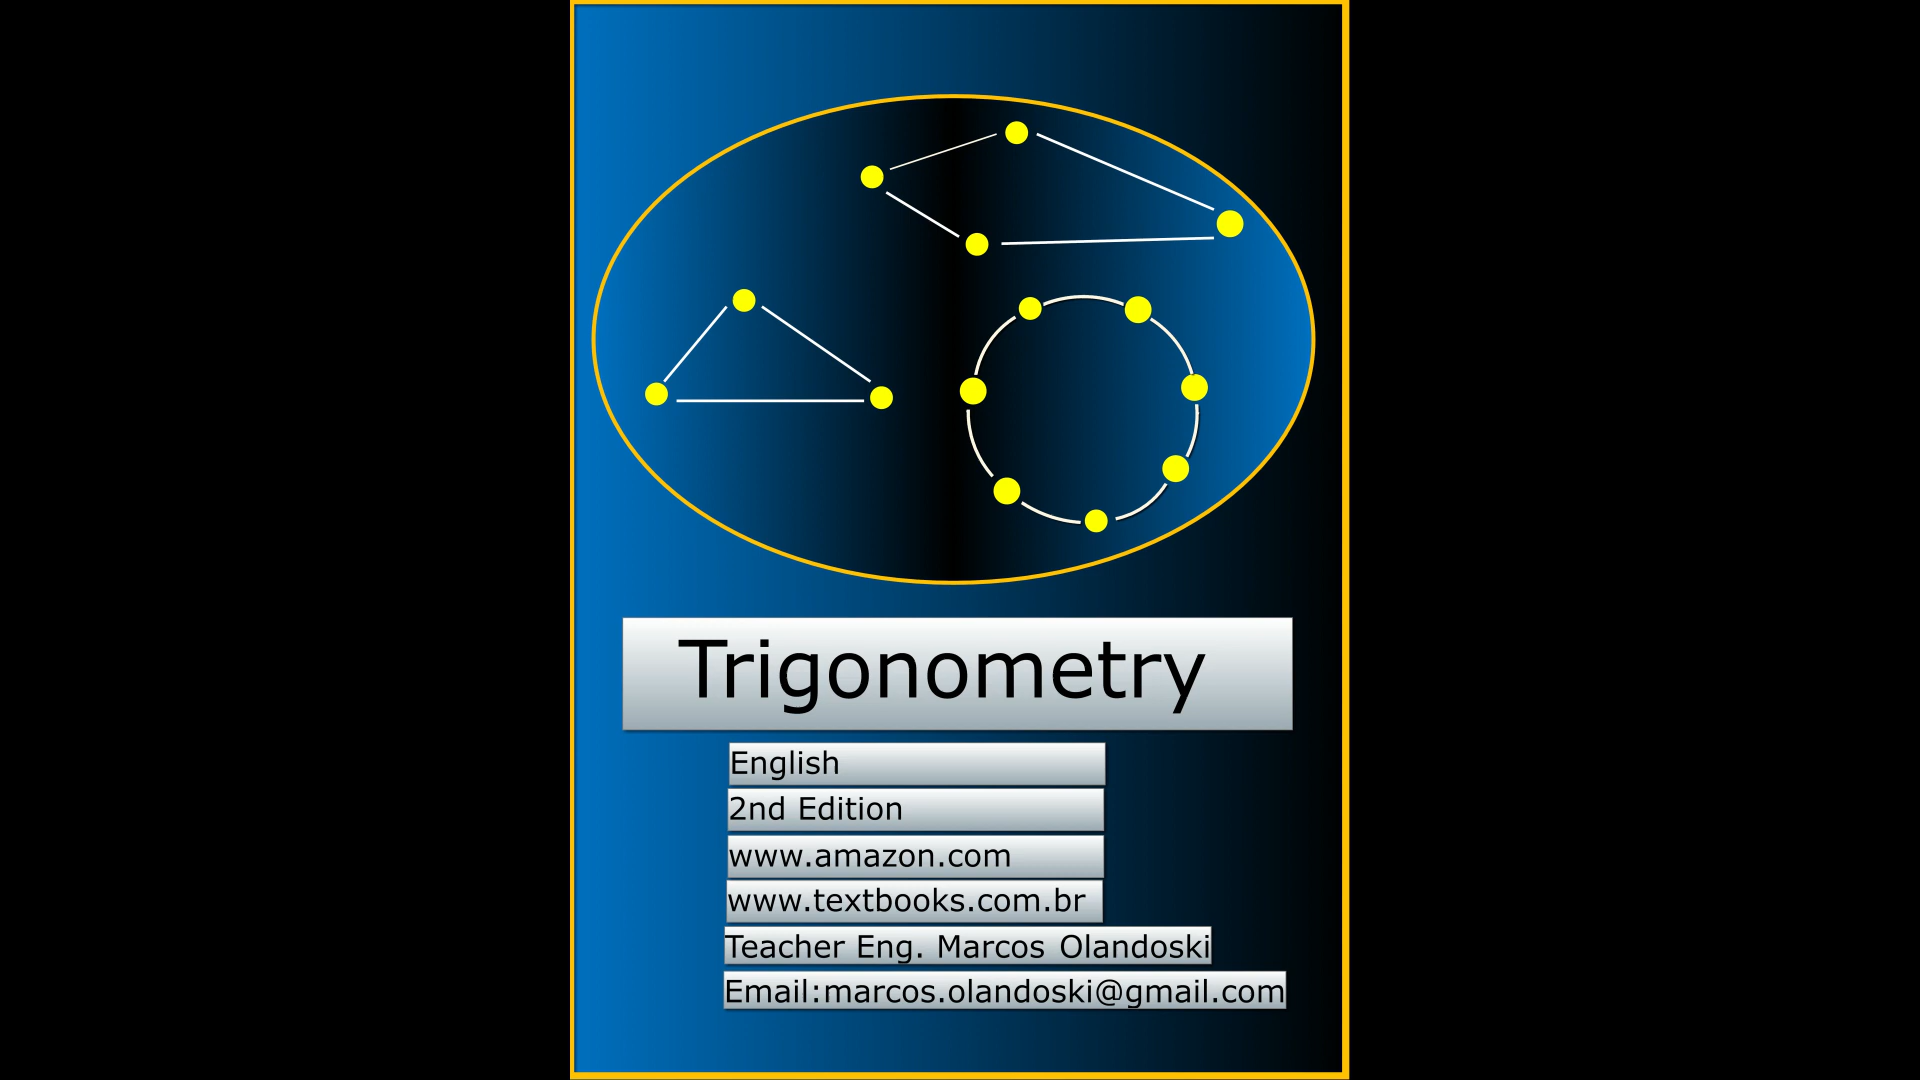 Trigonometry
English
2nd Edition
www.amazon.com
www.textbooks.com.br
Teacher Eng. Marcos Olandoski
Email:marcos.olandoski@gmail.com